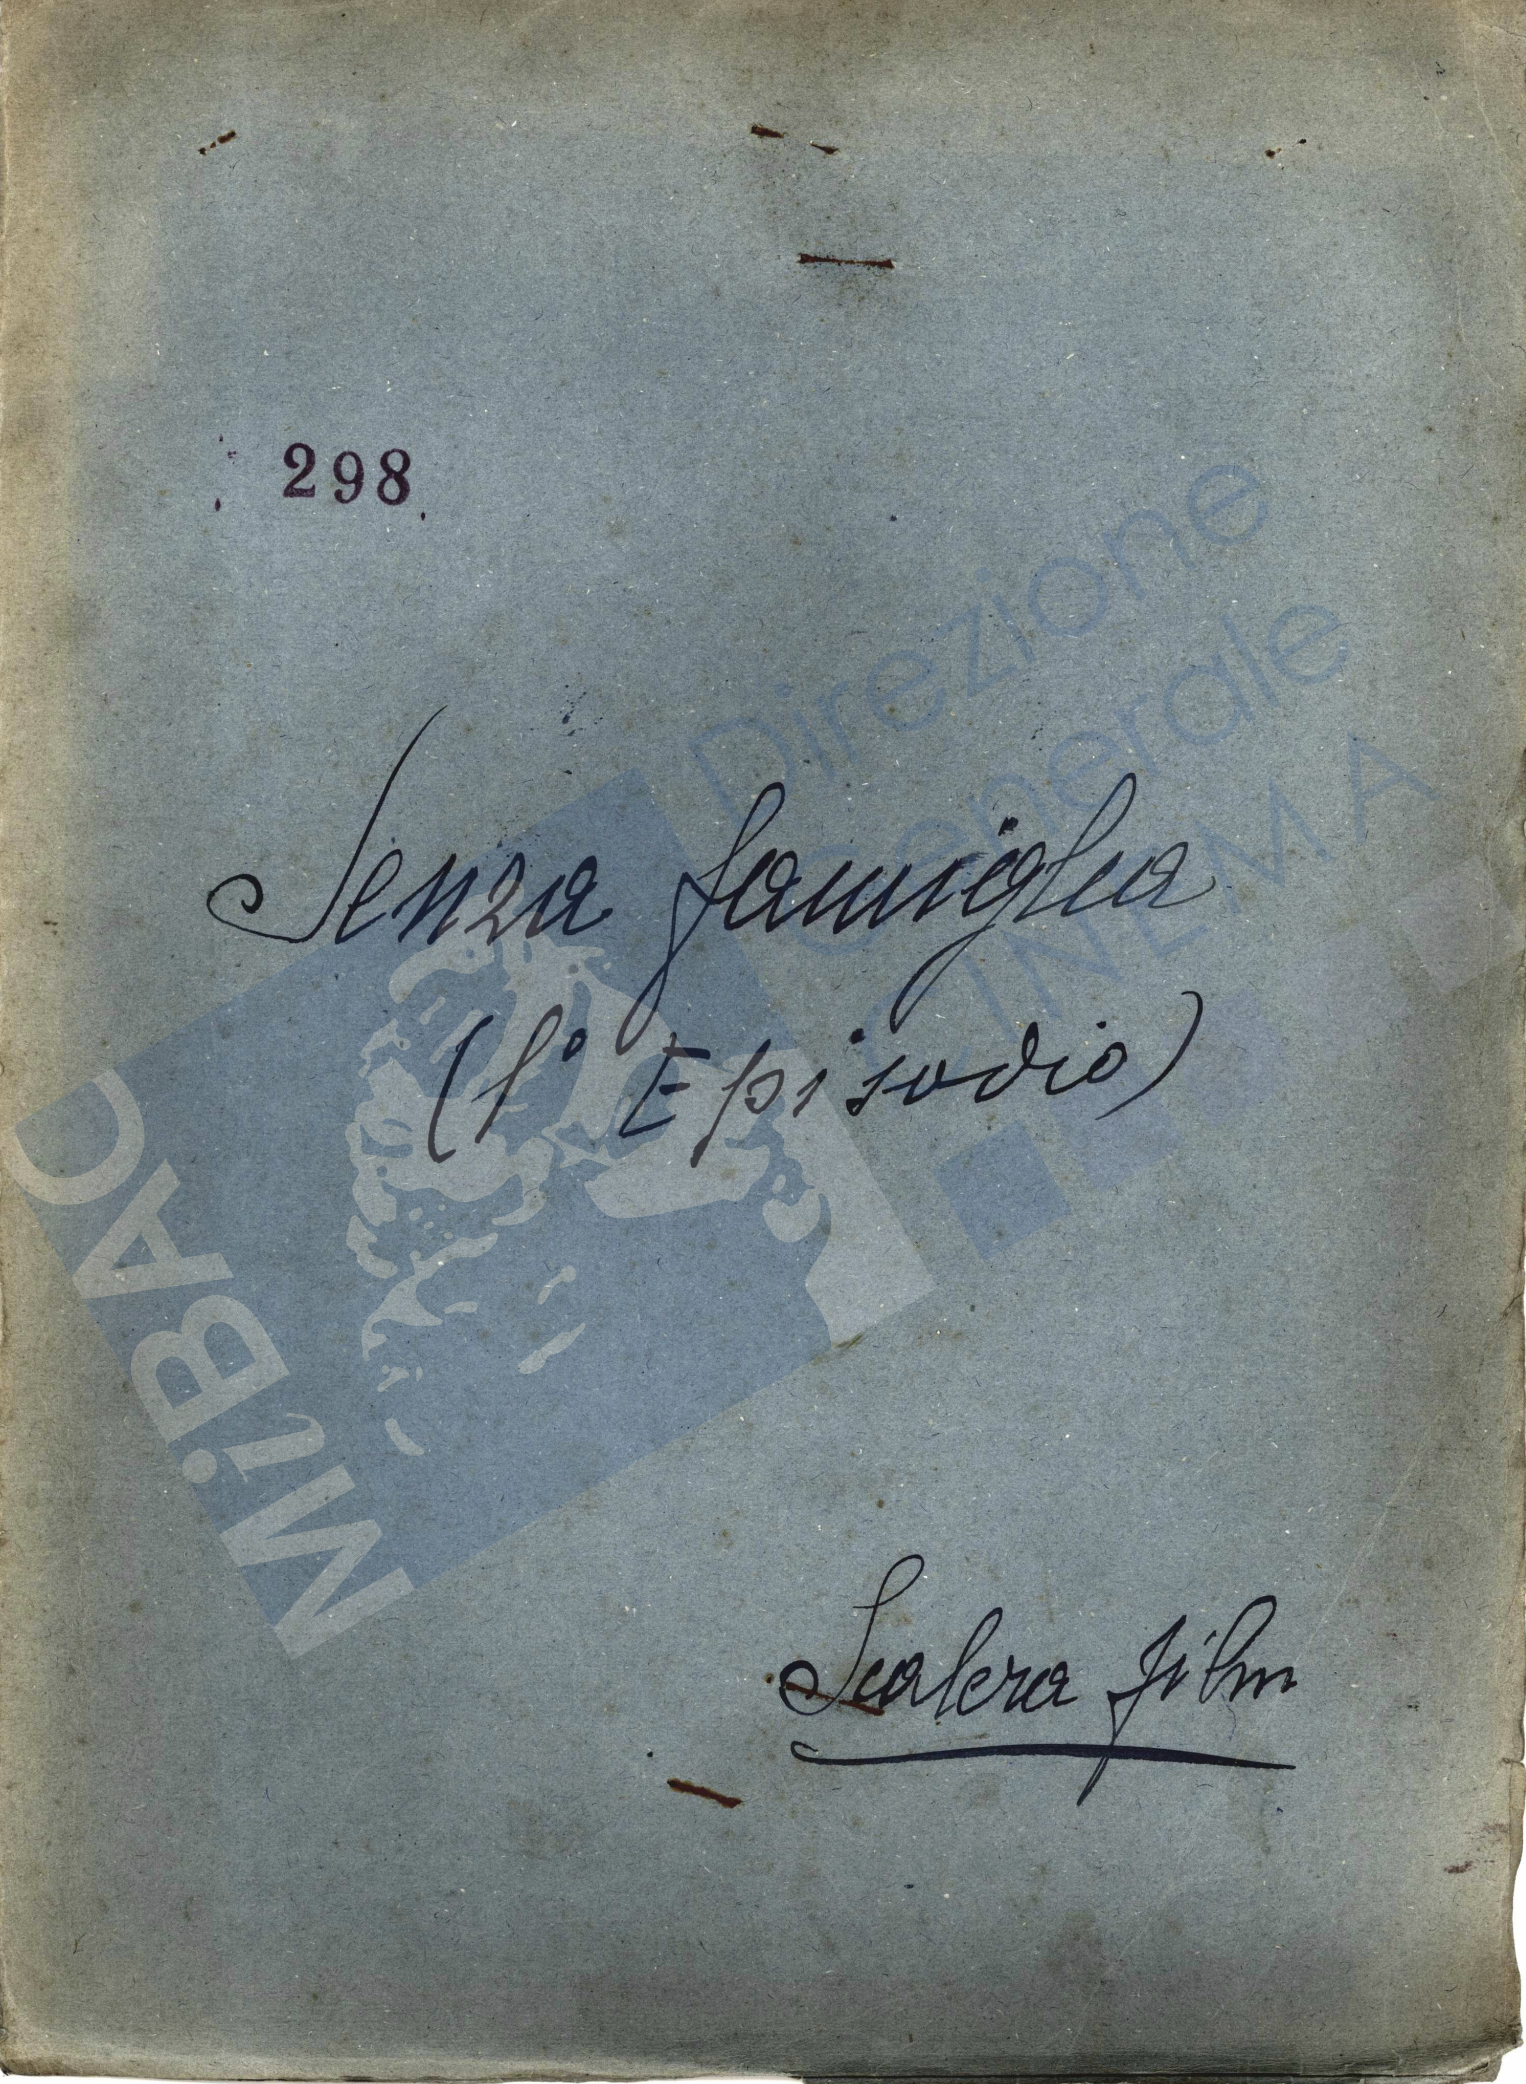 298
Senza famiglia
(1° Episodio)
Scalera film
Direzione
Generale
CINEMA
MiBAC